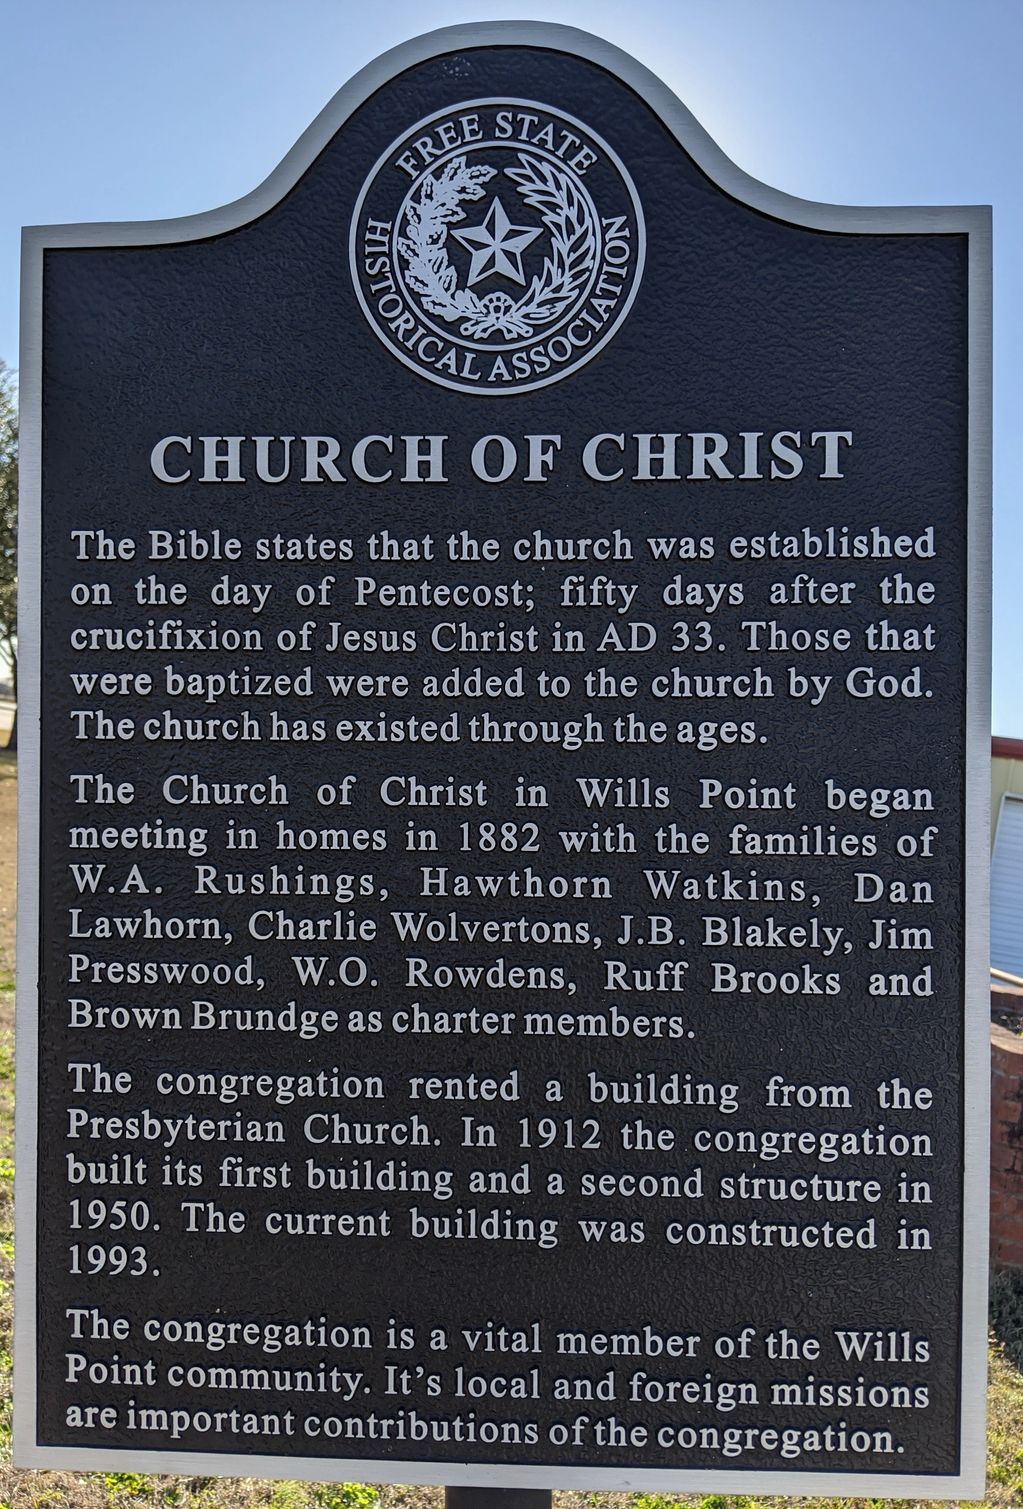 FREE STATE
HISTORICAL ASSOCIATION
CHURCH OF CHRIST
The Bible states that the church was established
on the day of Pentecost; fifty days after the
crucifixion of Jesus Christ in AD 33. Those that
were baptized were added to the church by God.
The church has existed through the ages.
The Church of Christ in Wills Point began
meeting in homes in 1882 with the families of
W.A. Rushings, Hawthorn Watkins, Dan
Lawhorn, Charlie Wolvertons, J.B. Blakely, Jim
Presswood, W.O. Rowdens, Ruff Brooks and
Brown Brundge as charter members.
The congregation rented a building from the
Presbyterian Church. In 1912 the congregation
built its first building and a second structure in
1950. The current building was constructed in
1993.
The congregation is a vital member of the Wills
Point community. It's local and foreign missions
are important contributions of the congregation.